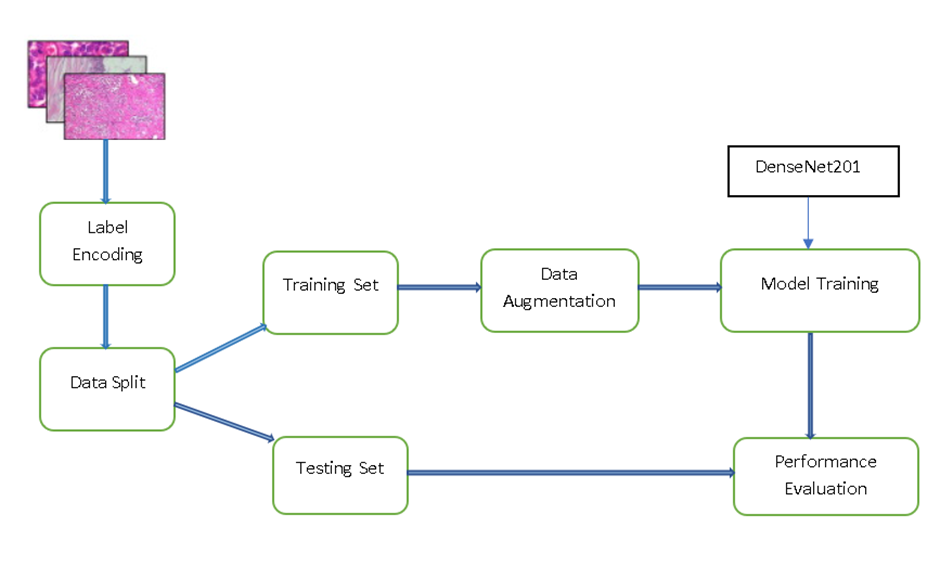 DenseNet201
Label
Encoding
Training Set
Data
Augmentation
Model Training
Data Split
Testing Set
Performance
Evaluation